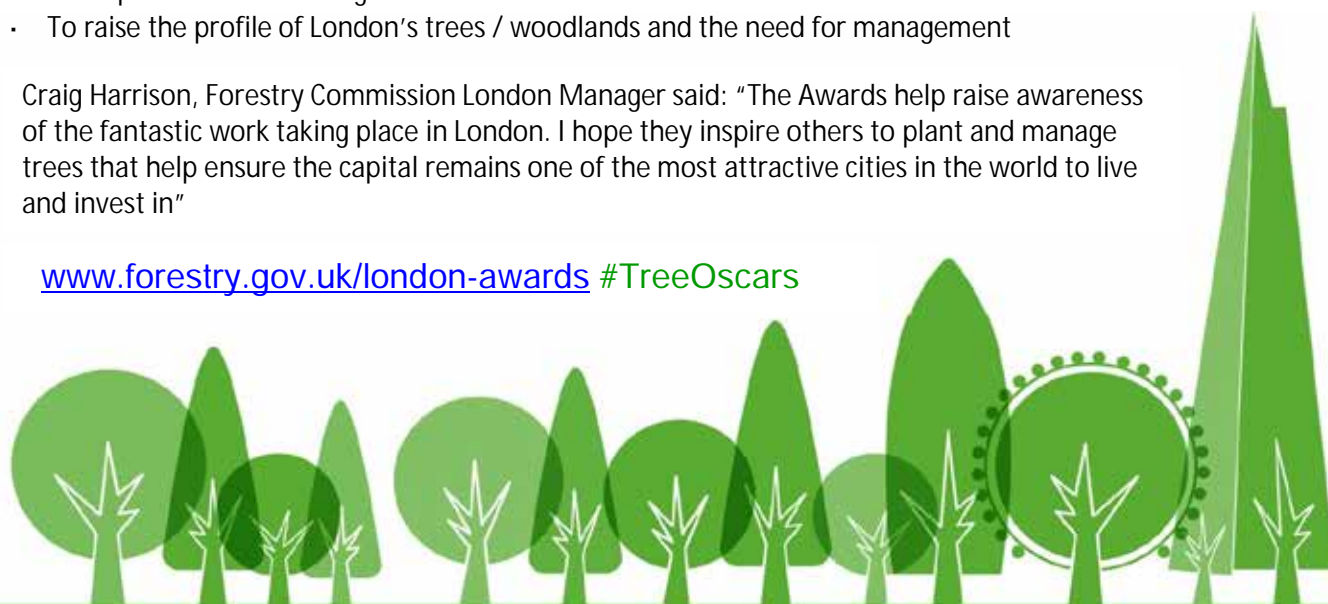 · To raise the profile of London's trees / woodlands and the need for management
Craig Harrison, Forestry Commission London Manager said: "The Awards help raise awareness
of the fantastic work taking place in London. I hope they inspire others to plant and manage
trees that help ensure the capital remains one of the most attractive cities in the world to live
and invest in"
www.forestry.gov.uk/london-awards #TreeOscars